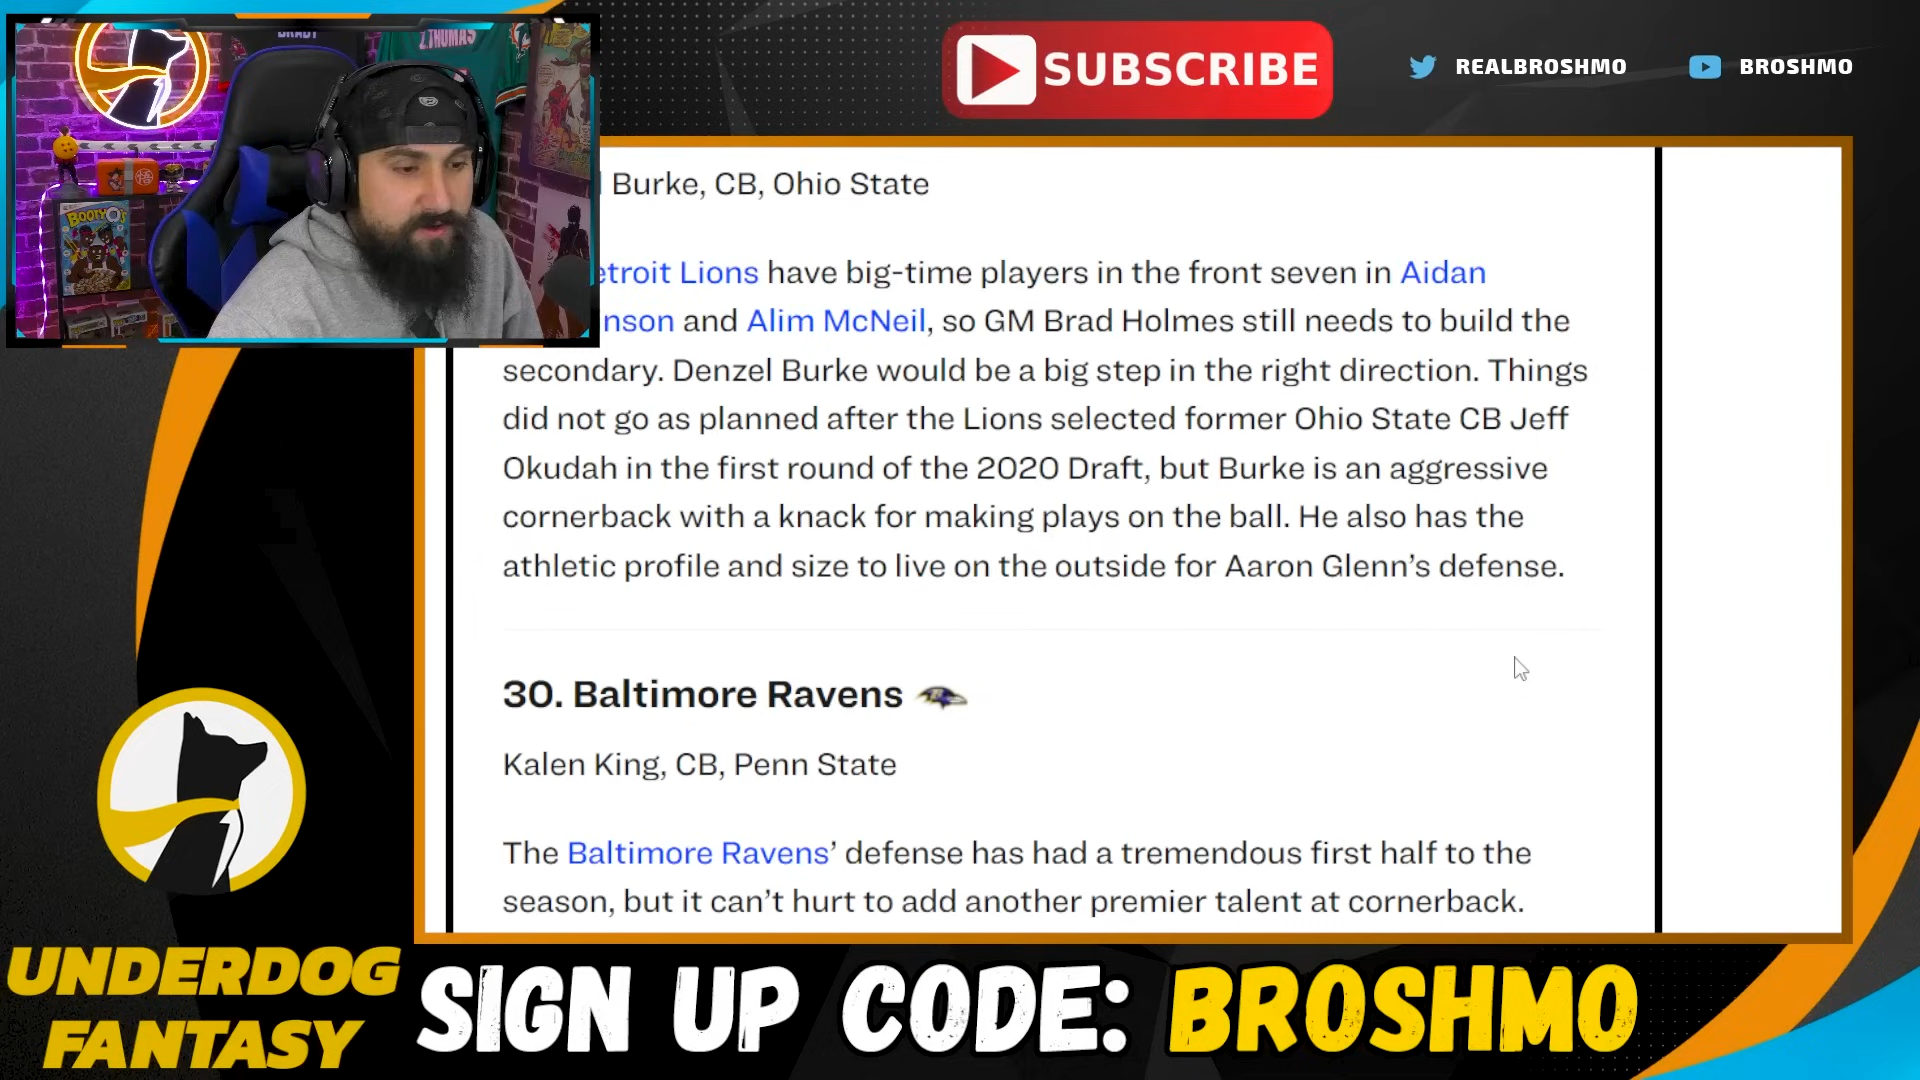 BRADY
Z.THOMAS
BOOTY O's
SUBSCRIBE
REALBROSHMO
BROSHMO
Burke, CB, Ohio State
etroit Lions have big-time players in the front seven in Aidan
nson and Alim McNeil, so GM Brad Holmes still needs to build the
secondary. Denzel Burke would be a big step in the right direction. Things
did not go as planned after the Lions selected former Ohio State CB Jeff
Okudah in the first round of the 2020 Draft, but Burke is an aggressive
cornerback with a knack for making plays on the ball. He also has the
athletic profile and size to live on the outside for Aaron Glenn’s defense.
30. Baltimore Ravens
Kalen King, CB, Penn State
The Baltimore Ravens’ defense has had a tremendous first half to the
season, but it can’t hurt to add another premier talent at cornerback.
UNDERDOG
FANTASY
SIGN UP CODE: BROSHMO